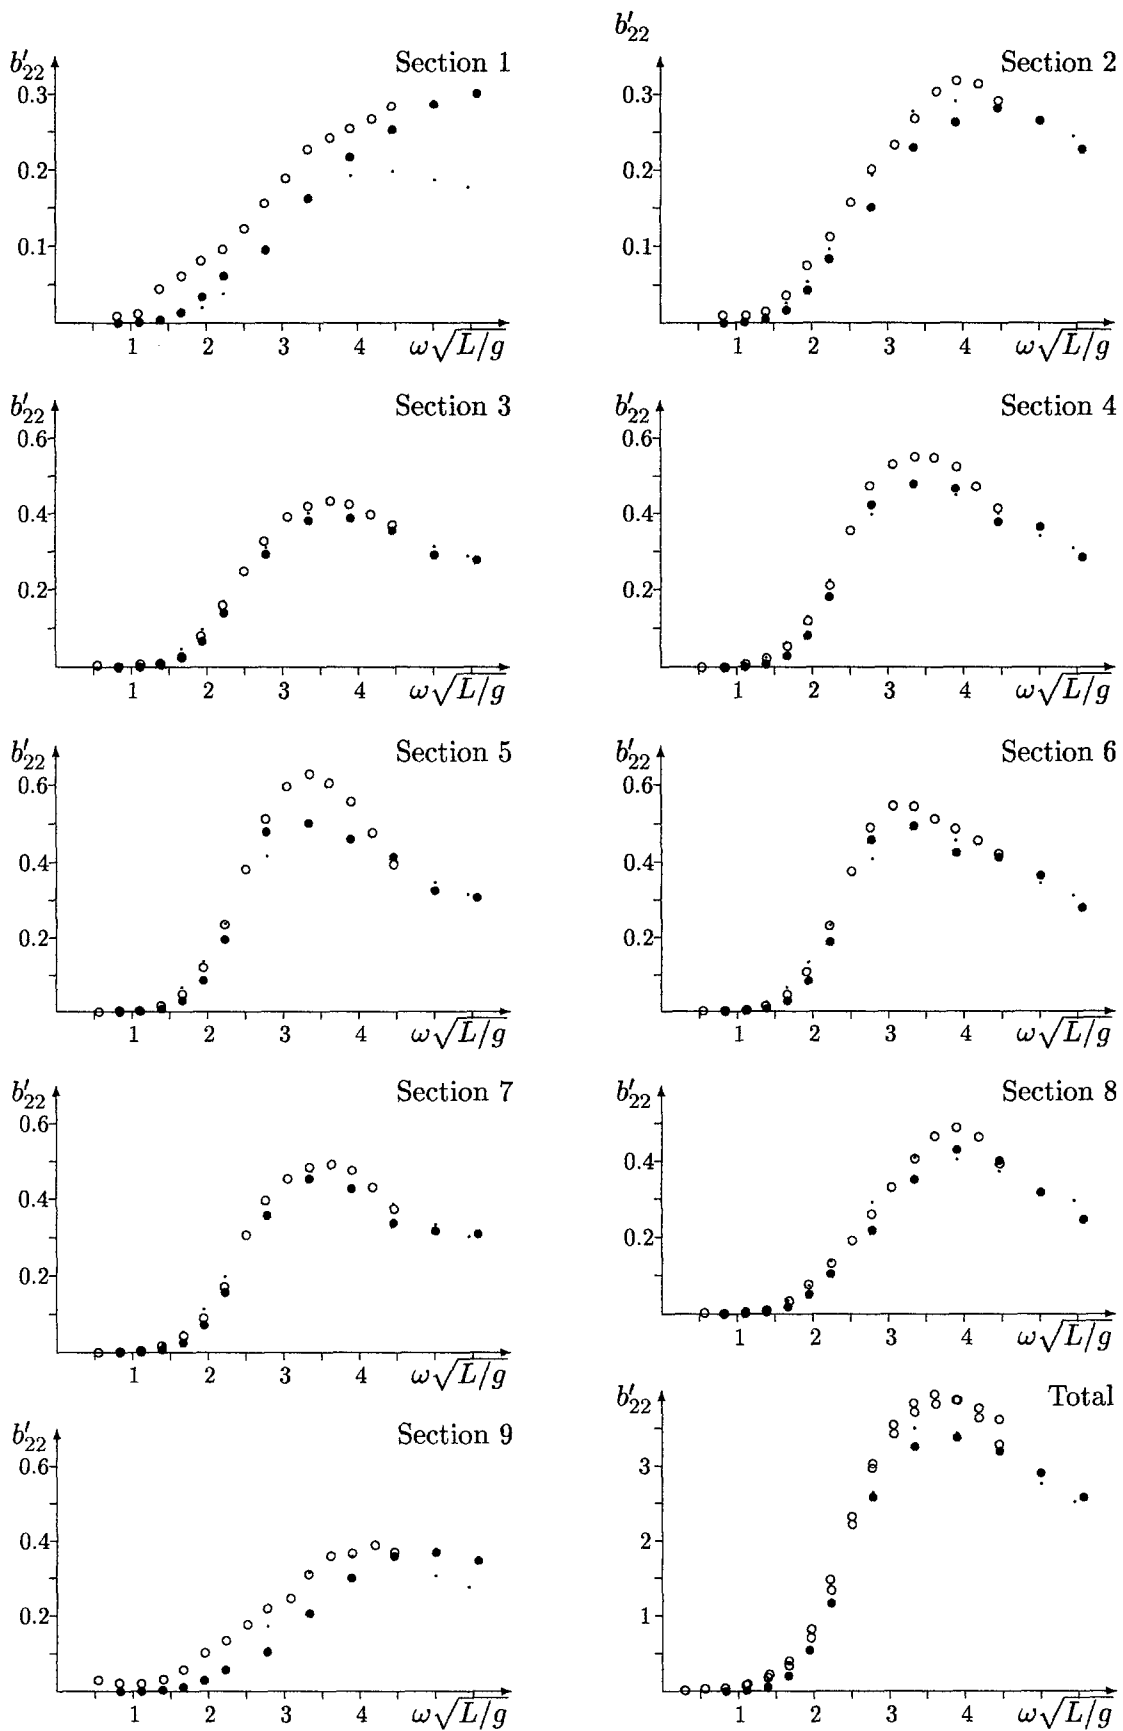 b′₂₂ Section 1
0.3
0.2
0.1
1 2 3 4 ω√L/g
b′₂₂ Section 2
0.3
0.2
0.1
1 2 3 4 ω√L/g
b′₂₂ Section 3
0.6
0.4
0.2
1 2 3 4 ω√L/g
b′₂₂ Section 4
0.6
0.4
0.2
1 2 3 4 ω√L/g
b′₂₂ Section 5
0.6
0.4
0.2
1 2 3 4 ω√L/g
b′₂₂ Section 6
0.6
0.4
0.2
1 2 3 4 ω√L/g
b′₂₂ Section 7
0.6
0.4
0.2
1 2 3 4 ω√L/g
b′₂₂ Section 8
0.4
0.2
1 2 3 4 ω√L/g
b′₂₂ Section 9
0.6
0.4
0.2
1 2 3 4 ω√L/g
b′₂₂ Total
3
2
1
1 2 3 4 ω√L/g